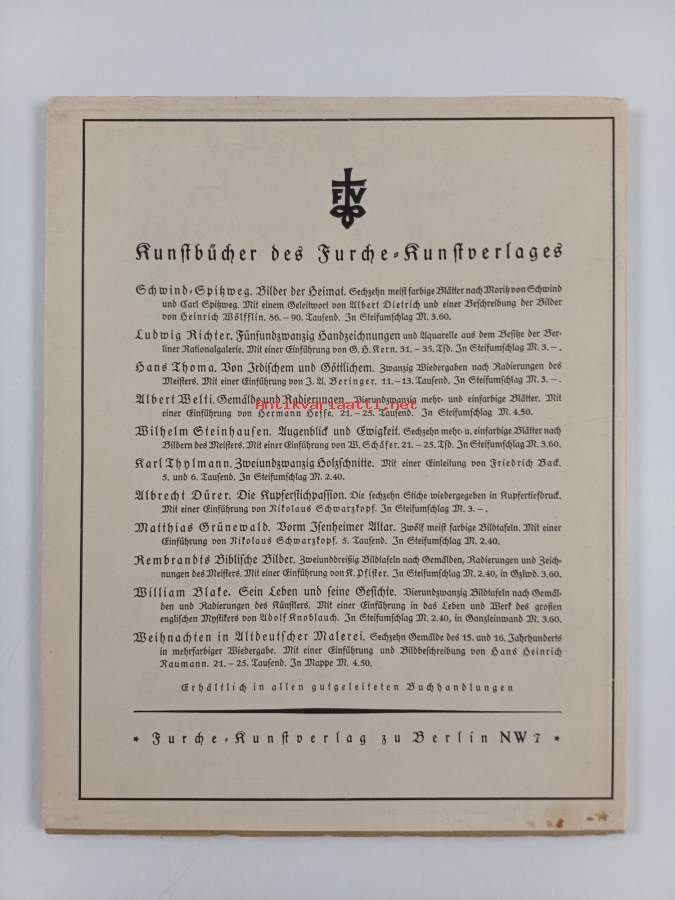 FV
Kunstbücher des Furche-Kunstverlages
Schwind-Spitzweg. Bilder der Heimat. Sechzehn meist farbige Blätter nach Moritz von Schwind
und Carl Spitzweg. Mit einem Geleitwort von Albert Dietrich und einer Beschreibung der Bilder
von Heinrich Wölfflin. 86.–90. Tausend. In Steifumschlag M. 3.60.
Ludwig Richter. Fünfundzwanzig Handzeichnungen und Aquarelle aus dem Besitze der Ber-
liner Nationalgalerie. Mit einer Einführung von G. H. Kern. 31.–35. Tsd. In Steifumschlag M. 3.–.
Hans Thoma. Von Irdischem und Göttlichem. Zwanzig Wiedergaben nach Radierungen des
Meisters. Mit einer Einführung von J. A. Beringer. 11.–13. Tausend. In Steifumschlag M. 3.–.
Albert Welti. Gemälde und Radierungen. Vierundzwanzig mehr- und einfarbige Blätter. Mit
einer Einführung von Hermann Hesse. 21.–25. Tausend. In Steifumschlag M. 4.50.
Antikvariaatti.net
Wilhelm Steinhausen. Augenblick und Ewigkeit. Sechzehn mehr- u. einfarbige Blätter nach
Bildern des Meisters. Mit einer Einführung von W. Schäfer. 21.–25. Tsd. In Steifumschlag M. 3.60.
Karl Thylmann. Zweiundzwanzig Holzschnitte. Mit einer Einleitung von Friedrich Back.
5. und 6. Tausend. In Steifumschlag M. 2.40.
Albrecht Dürer. Die Kupferstichpassion. Die sechzehn Stiche wiedergegeben in Kupfertiefdruck.
Mit einer Einführung von Nikolaus Schwarzkopf. In Steifumschlag M. 3.–.
Matthias Grünewald. Vorm Isenheimer Altar. Zwölf meist farbige Bildtafeln. Mit einer
Einführung von Nikolaus Schwarzkopf. 5. Tausend. In Steifumschlag M. 2.40.
Rembrandts Biblische Bilder. Zweiunddreißig Bildtafeln nach Gemälden, Radierungen und Zeich-
nungen des Meisters. Mit einer Einführung von K. Pfister. In Steifumschlag M. 2.40, in Gzlwd. 3.60.
William Blake. Sein Leben und seine Gesichte. Vierundzwanzig Bildtafeln nach Gemäl-
den und Radierungen des Künstlers. Mit einer Einführung in das Leben und Werk des großen
englischen Mystikers von Adolf Knoblauch. In Steifumschlag M. 2.40, in Ganzleinwand M. 3.60.
Weihnachten in Altdeutscher Malerei. Sechzehn Gemälde des 15. und 16. Jahrhunderts
in mehrfarbiger Wiedergabe. Mit einer Einführung und Bildbeschreibung von Hans Heinrich
Naumann. 21.–25. Tausend. In Mappe M. 4.50.
Erhältlich in allen gutgeleiteten Buchhandlungen
* Furche-Kunstverlag zu Berlin NW 7 *